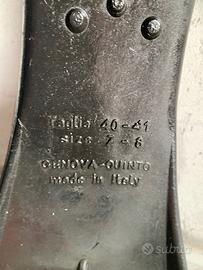 Taglia 40-41
size 7-8
GENOVA-QUINTO
made in Italy
subito